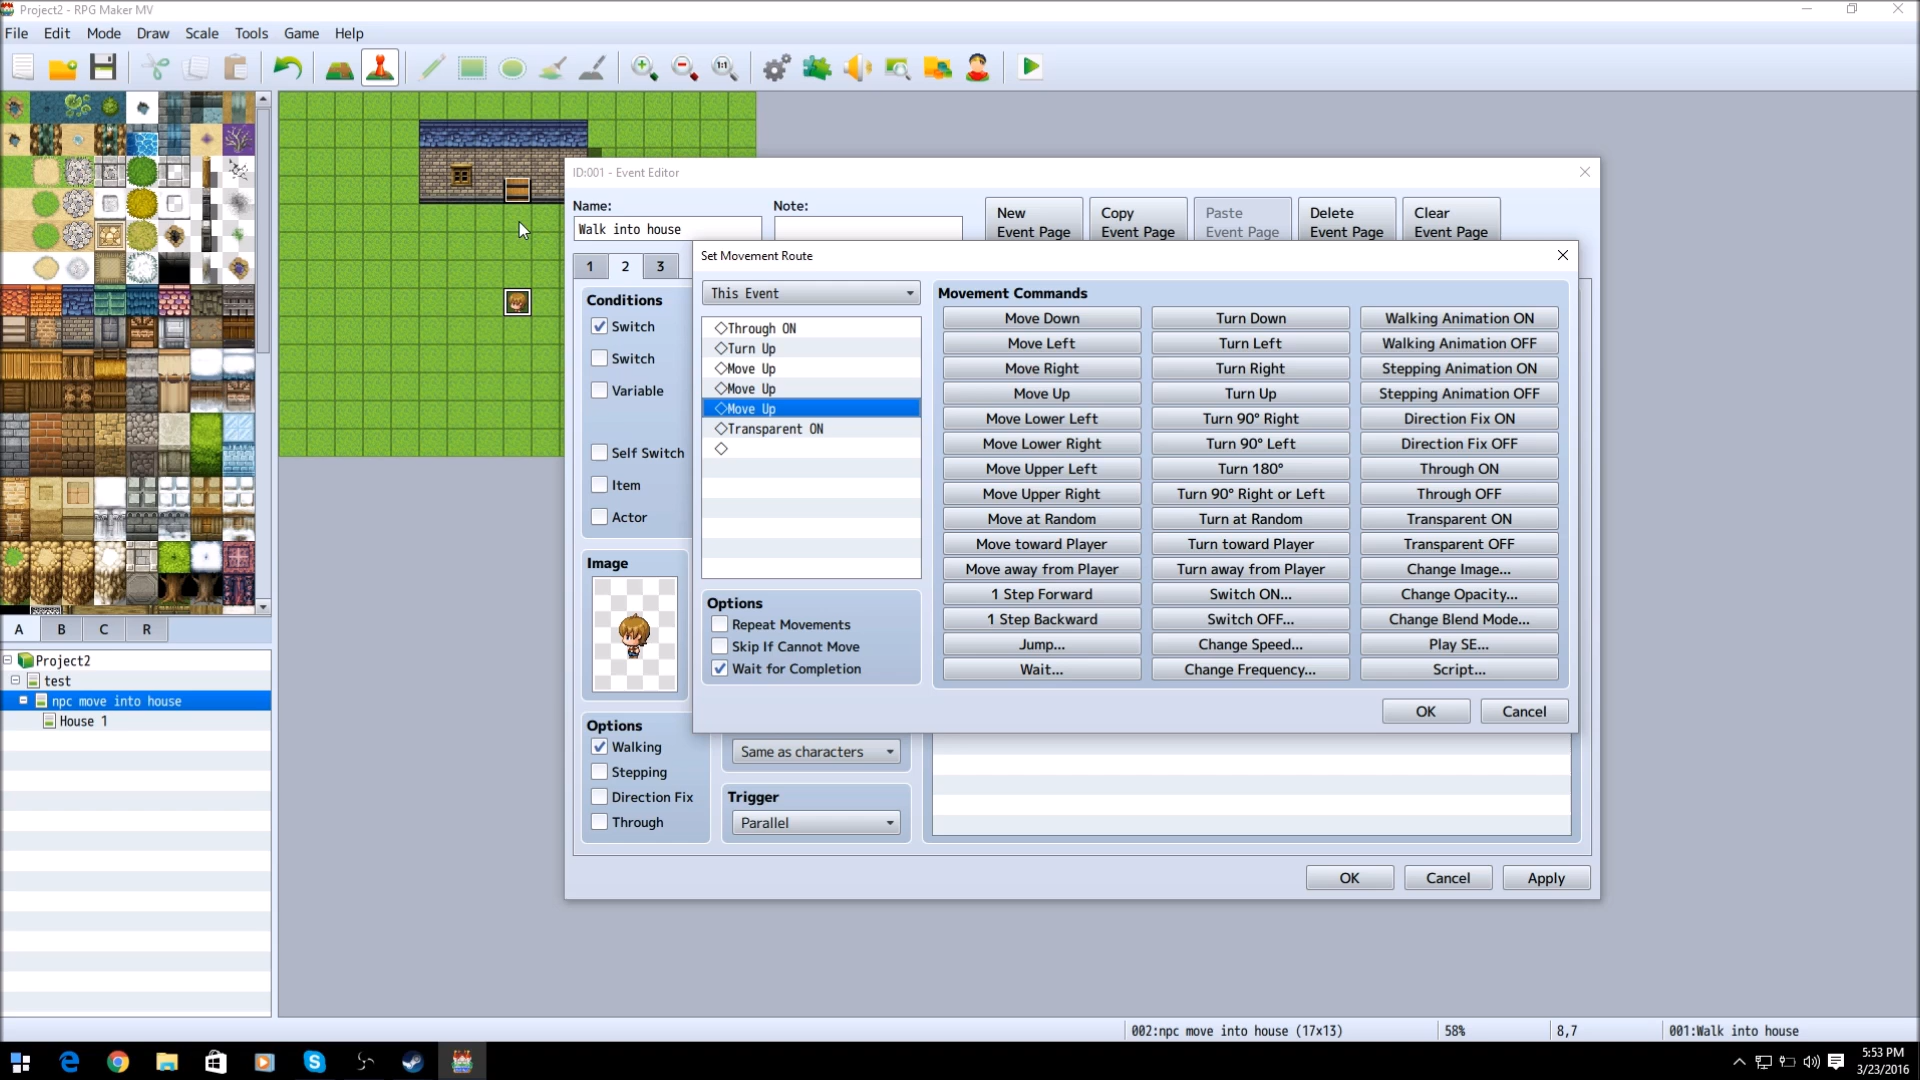 Project2 - RPG Maker MV
File Edit Mode Draw Scale Tools Game Help
1:1
ID:001 - Event Editor
Name:
Note:
Walk into house
New Event Page
Copy Event Page
Paste Event Page
Delete Event Page
Clear Event Page
1 2 3
Conditions
Switch
Switch
Variable
Self Switch
Item
Actor
Image
Options
Walking
Stepping
Direction Fix
Through
Same as characters
Trigger
Parallel
OK Cancel Apply
Set Movement Route
This Event
◇Through ON
◇Turn Up
◇Move Up
◇Move Up
◇Move Up
◇Transparent ON
◇
Options
Repeat Movements
Skip If Cannot Move
Wait for Completion
Movement Commands
Move Down Turn Down Walking Animation ON
Move Left Turn Left Walking Animation OFF
Move Right Turn Right Stepping Animation ON
Move Up Turn Up Stepping Animation OFF
Move Lower Left Turn 90° Right Direction Fix ON
Move Lower Right Turn 90° Left Direction Fix OFF
Move Upper Left Turn 180° Through ON
Move Upper Right Turn 90° Right or Left Through OFF
Move at Random Turn at Random Transparent ON
Move toward Player Turn toward Player Transparent OFF
Move away from Player Turn away from Player Change Image...
1 Step Forward Switch ON... Change Opacity...
1 Step Backward Switch OFF... Change Blend Mode...
Jump... Change Speed... Play SE...
Wait... Change Frequency... Script...
OK Cancel
A B C R
Project2
test
npc move into house
House 1
002:npc move into house (17x13) 58% 8,7 001:Walk into house
5:53 PM
3/23/2016